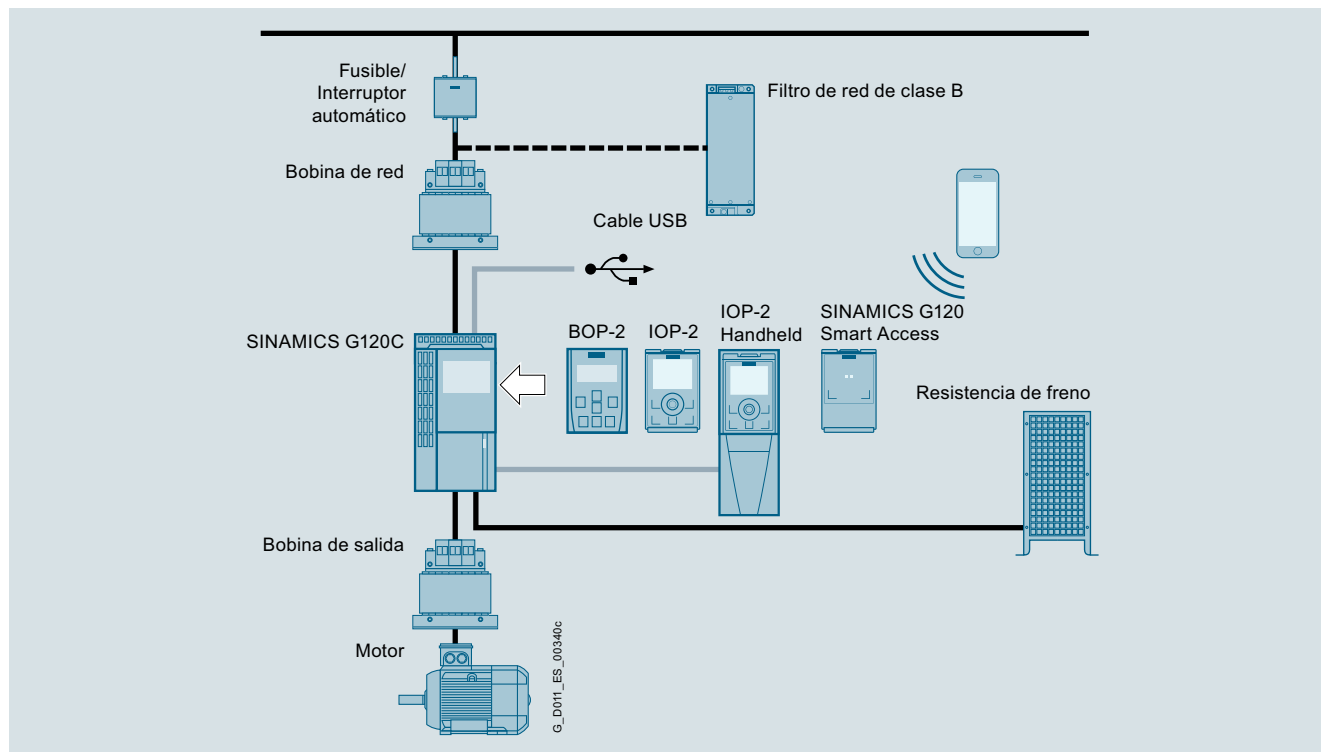 Fusible/
Interruptor
automático
Filtro de red de clase B
Bobina de red
Cable USB
SINAMICS G120C
BOP-2
IOP-2
IOP-2
Handheld
SINAMICS G120
Smart Access
Resistencia de freno
Bobina de salida
Motor
G_D011_ES_00340c